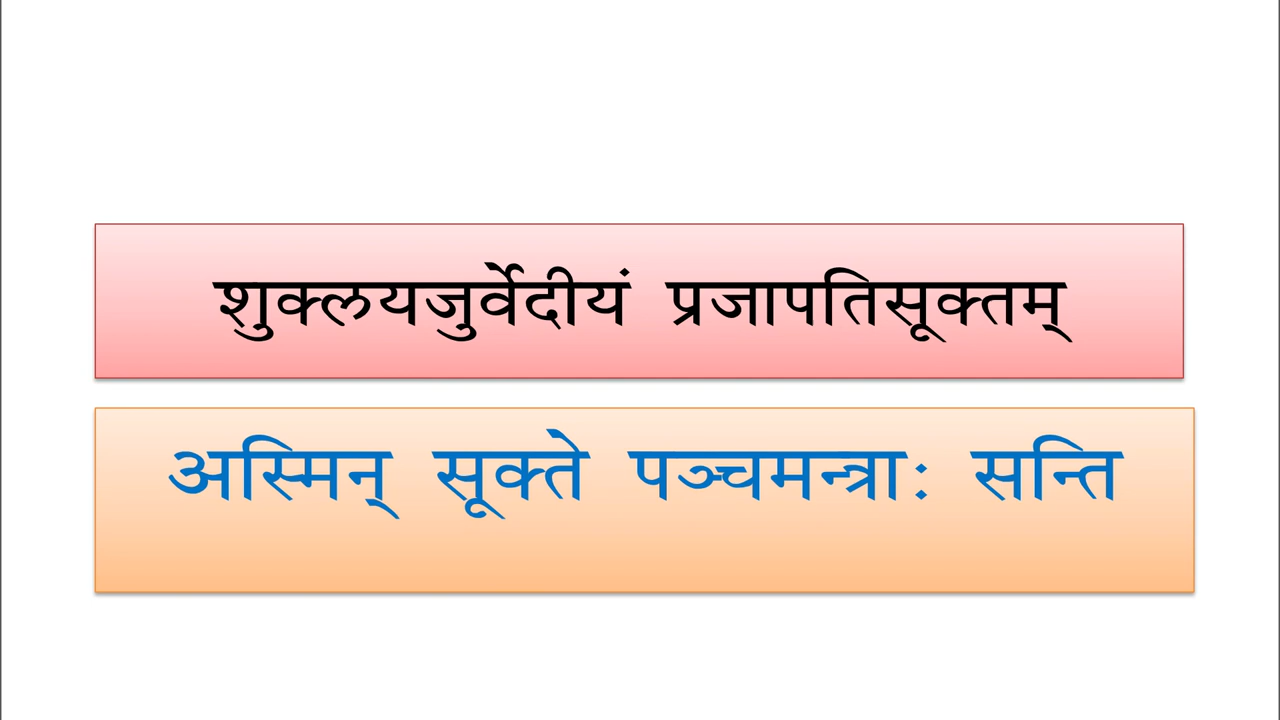 शुक्लयजुर्वेदीयं प्रजापतिसूक्तम्
अस्मिन् सूक्ते पञ्चमन्त्राः सन्ति